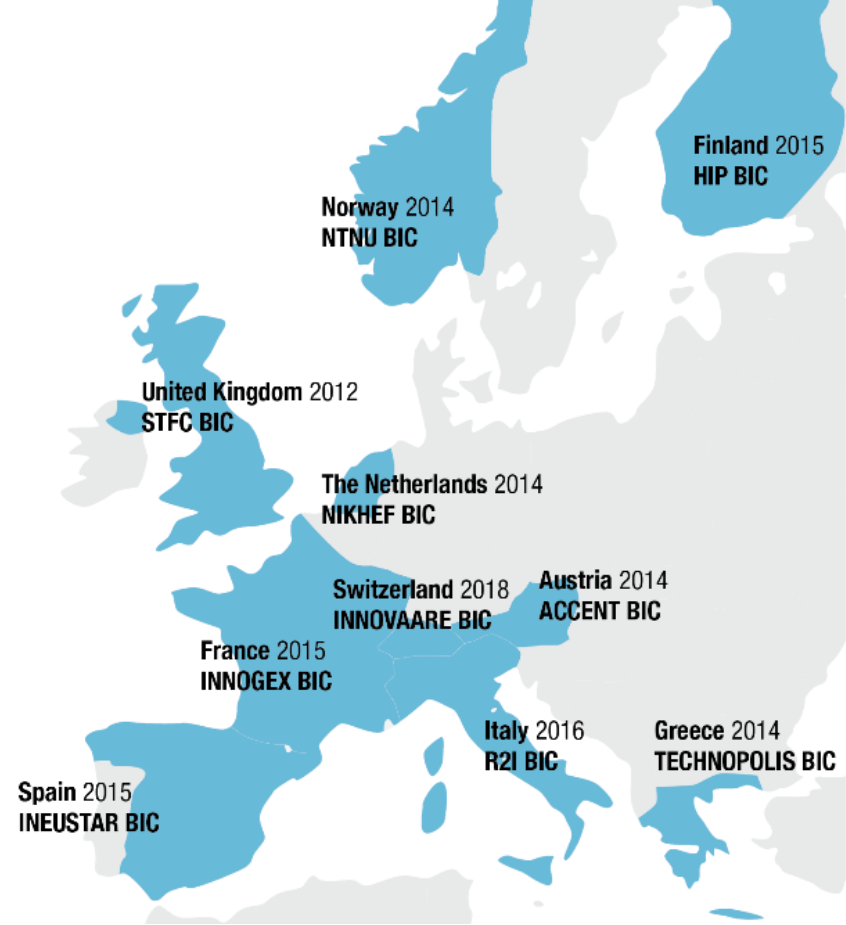 Finland 2015
HIP BIC
Norway 2014
NTNU BIC
United Kingdom 2012
STFC BIC
The Netherlands 2014
NIKHEF BIC
Switzerland 2018
INNOVAARE BIC
Austria 2014
ACCENT BIC
France 2015
INNOGEX BIC
Italy 2016
R2I BIC
Greece 2014
TECHNOPOLIS BIC
Spain 2015
INEUSTAR BIC